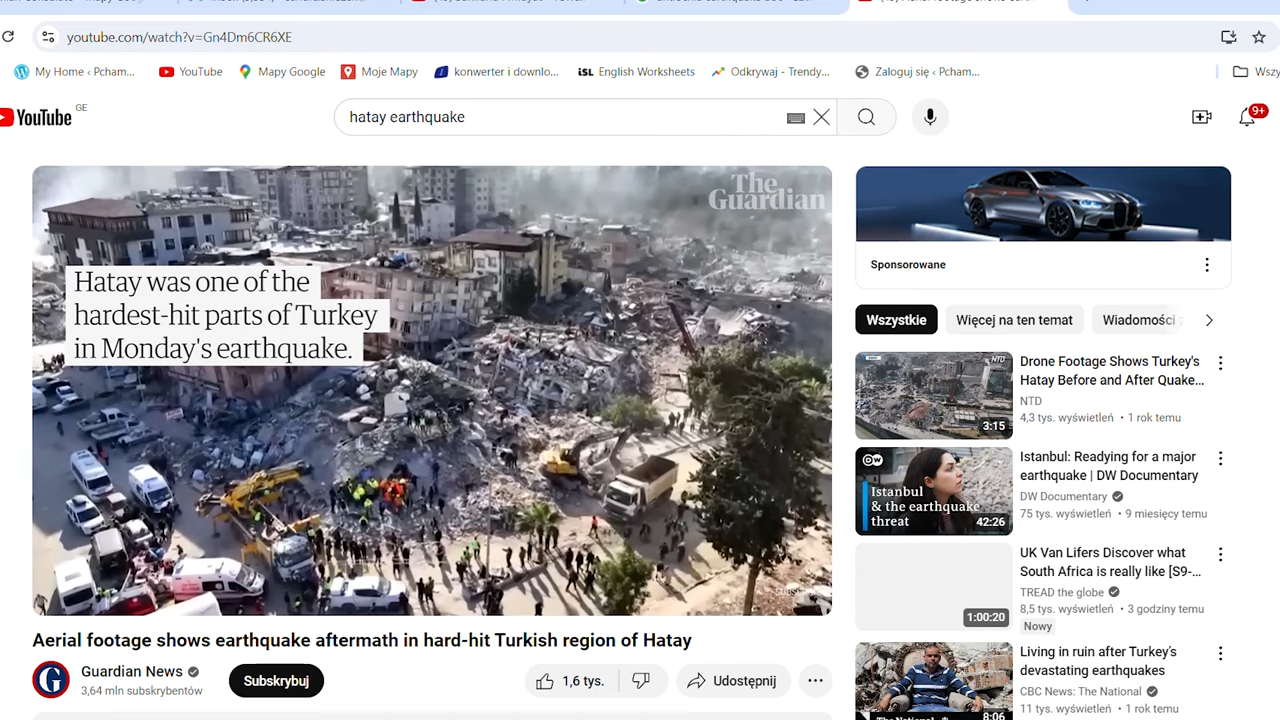 youtube.com/watch?v=Gn4Dm6CR6XE
My Home ‹ Pcham...
YouTube
Mapy Google
Moje Mapy
konwerter i downlo...
iSL English Worksheets
Odkrywaj - Trendy...
Zaloguj się ‹ Pcham...
YouTube GE
hatay earthquake
9+
The
Guardian
Hatay was one of the
hardest-hit parts of Turkey
in Monday's earthquake.
Aerial footage shows earthquake aftermath in hard-hit Turkish region of Hatay
G
Guardian News
3,64 mln subskrybentów
Subskrybuj
1,6 tys.
Udostępnij
Sponsorowane
Wszystkie
Więcej na ten temat
Wiadomości
NTD
3:15
Drone Footage Shows Turkey's
Hatay Before and After Quake...
NTD
4,3 tys. wyświetleń • 1 rok temu
DW
Istanbul
& the earthquake
threat
42:26
Istanbul: Readying for a major
earthquake | DW Documentary
DW Documentary
75 tys. wyświetleń • 9 miesięcy temu
1:00:20
UK Van Lifers Discover what
South Africa is really like [S9-...
TREAD the globe
8,5 tys. wyświetleń • 3 godziny temu
Nowy
8:06
Living in ruin after Turkey's
devastating earthquakes
CBC News: The National
11 tys. wyświetleń • 1 rok temu